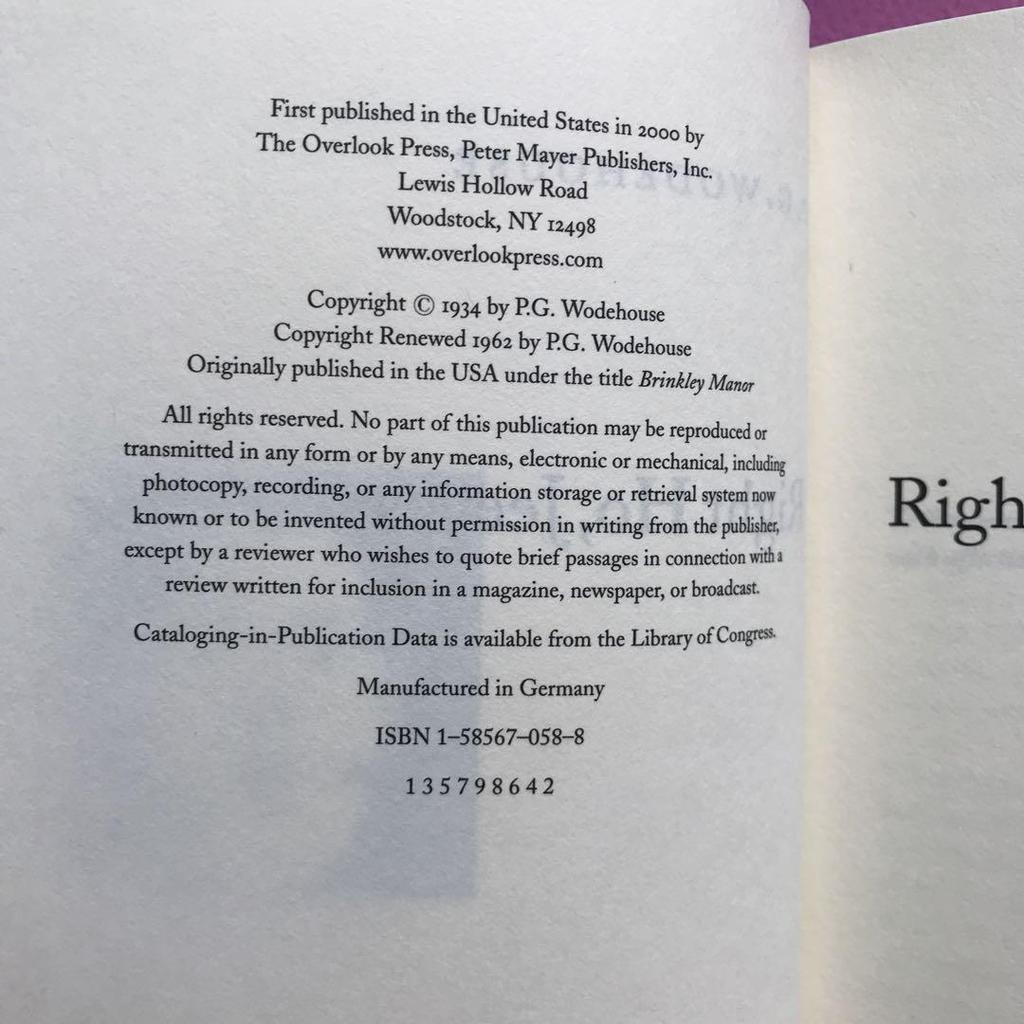 First published in the United States in 2000 by
The Overlook Press, Peter Mayer Publishers, Inc.
Lewis Hollow Road
Woodstock, NY 12498
www.overlookpress.com
Copyright © 1934 by P.G. Wodehouse
Copyright Renewed 1962 by P.G. Wodehouse
Originally published in the USA under the title Brinkley Manor
All rights reserved. No part of this publication may be reproduced or
transmitted in any form or by any means, electronic or mechanical, including
photocopy, recording, or any information storage or retrieval system now
known or to be invented without permission in writing from the publisher,
except by a reviewer who wishes to quote brief passages in connection with a
review written for inclusion in a magazine, newspaper, or broadcast.
Cataloging-in-Publication Data is available from the Library of Congress.
Manufactured in Germany
ISBN 1–58567–058–8
1 3 5 7 9 8 6 4 2
Righ